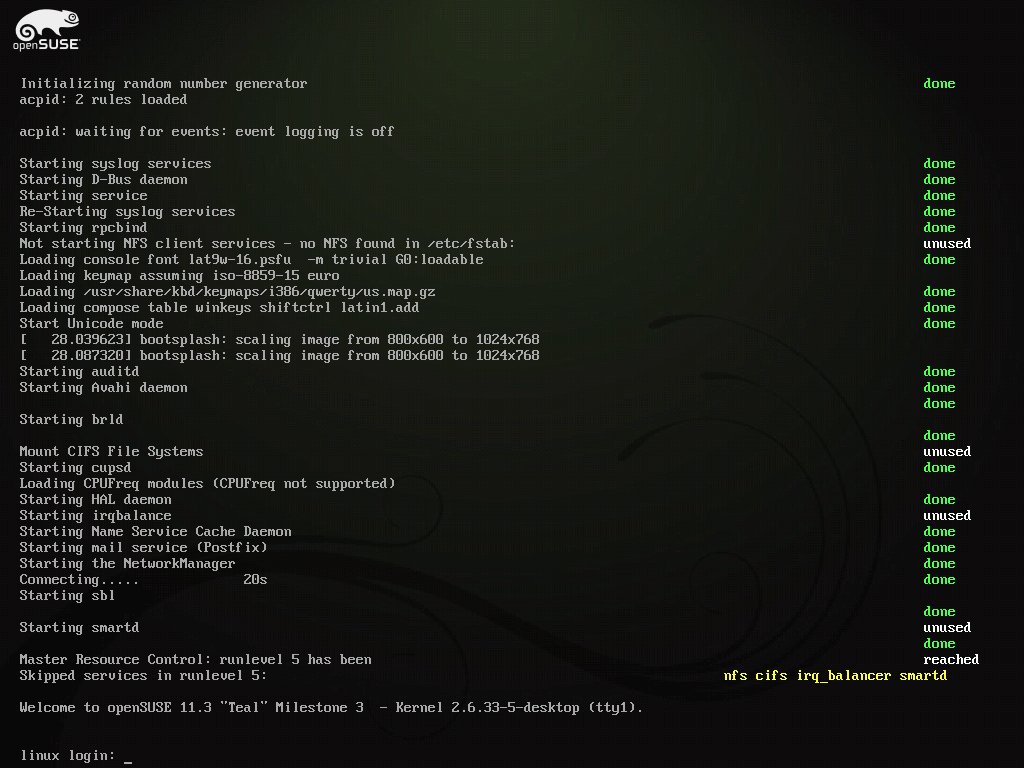 openSUSE
Initializing random number generator done
acpid: 2 rules loaded
acpid: waiting for events: event logging is off
Starting syslog services done
Starting D-Bus daemon done
Starting service done
Re-Starting syslog services done
Starting rpcbind done
Not starting NFS client services - no NFS found in /etc/fstab: unused
Loading console font lat9w-16.psfu  -m trivial G0:loadable done
Loading keymap assuming iso-8859-15 euro
Loading /usr/share/kbd/keymaps/i386/qwerty/us.map.gz done
Loading compose table winkeys shiftctrl latin1.add done
Start Unicode mode done
[   28.039623] bootsplash: scaling image from 800x600 to 1024x768
[   28.087320] bootsplash: scaling image from 800x600 to 1024x768
Starting auditd done
Starting Avahi daemon done
done
Starting brld
done
Mount CIFS File Systems unused
Starting cupsd done
Loading CPUFreq modules (CPUFreq not supported)
Starting HAL daemon done
Starting irqbalance unused
Starting Name Service Cache Daemon done
Starting mail service (Postfix) done
Starting the NetworkManager done
Connecting..... 20s done
Starting sbl
done
Starting smartd unused
done
Master Resource Control: runlevel 5 has been reached
Skipped services in runlevel 5: nfs cifs irq_balancer smartd
Welcome to openSUSE 11.3 "Teal" Milestone 3  - Kernel 2.6.33-5-desktop (tty1).
linux login: _